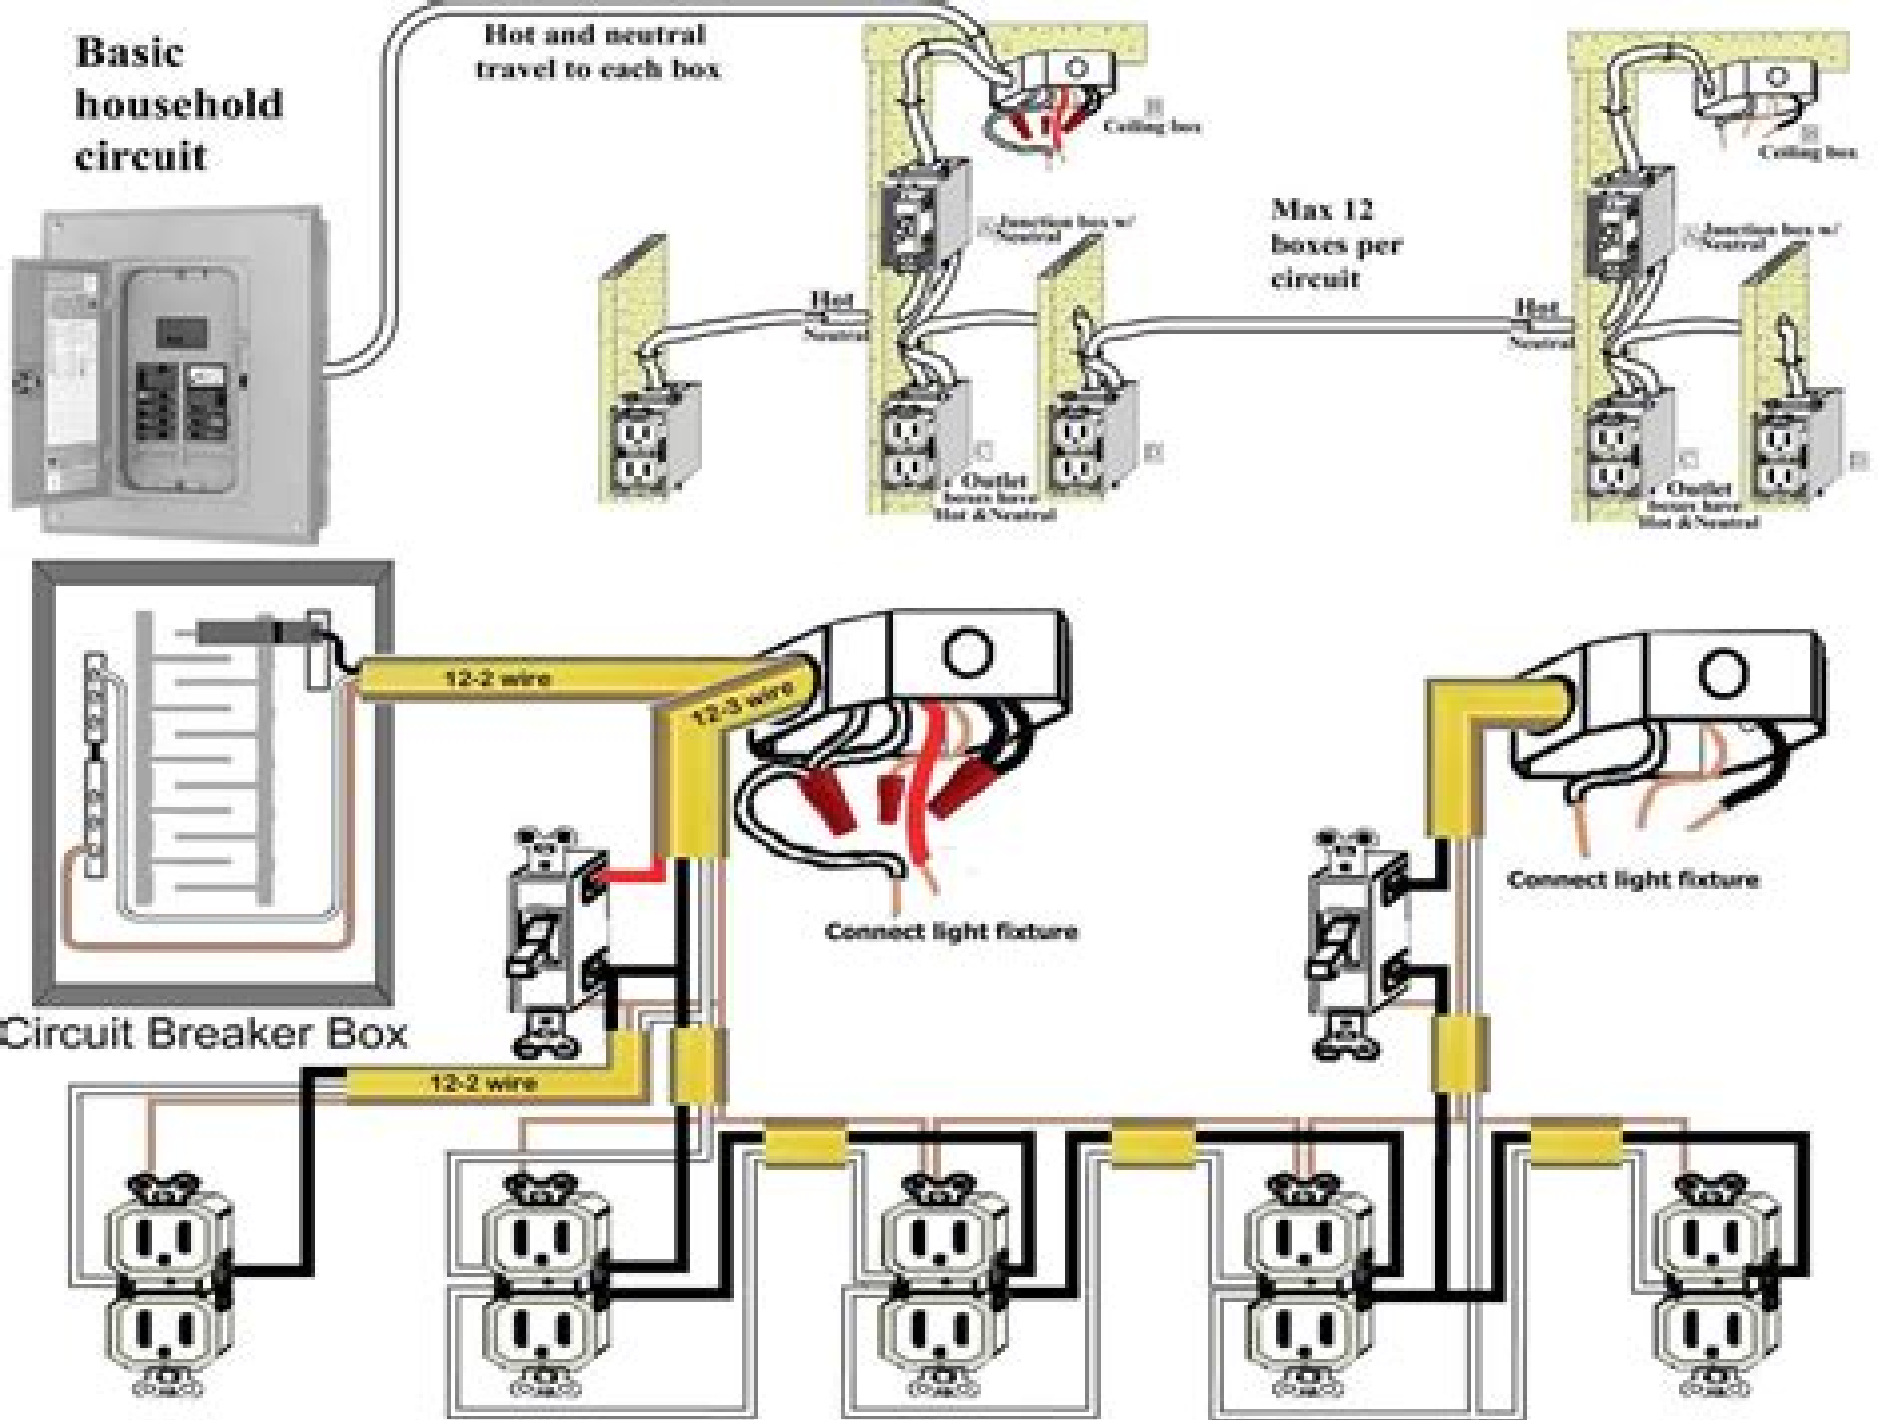 Basic
household
circuit
Hot and neutral
travel to each box
B
Ceiling box
Junction box w/
Neutral
Hot
Neutral
C
Outlet
boxes have
Hot & Neutral
D
Max 12
boxes per
circuit
B
Ceiling box
Junction box w/
Neutral
Hot
Neutral
C
Outlet
boxes have
Hot & Neutral
12-2 wire
12-3 wire
Connect light fixture
Connect light fixture
Circuit Breaker Box
12-2 wire